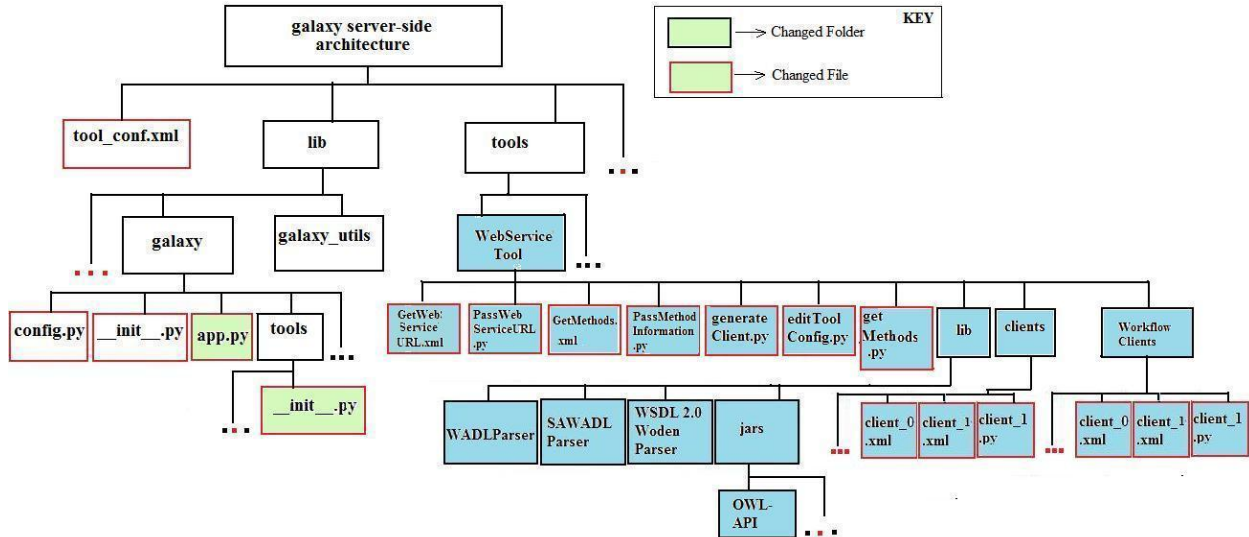 galaxy server-side
architecture
KEY
Changed Folder
Changed File
tool_conf.xml
lib
tools
galaxy
galaxy_utils
WebService
Tool
config.py
__init__.py
app.py
tools
__init__.py
GetWeb:
Service
URL.xml
PassWeb
ServiceURL
.py
GetMethods.
xml
PassMethod
Information
.py
generate
Client.py
editTool
Config.py
get
Methods
.py
lib
clients
Workflow
Clients
WADLParser
SAWADL
Parser
WSDL 2.0
Woden
Parser
jars
client_0
.xml
client_1
.xml
client_1
.py
client_0
.xml
client_1
.xml
client_1
.py
OWL-
API